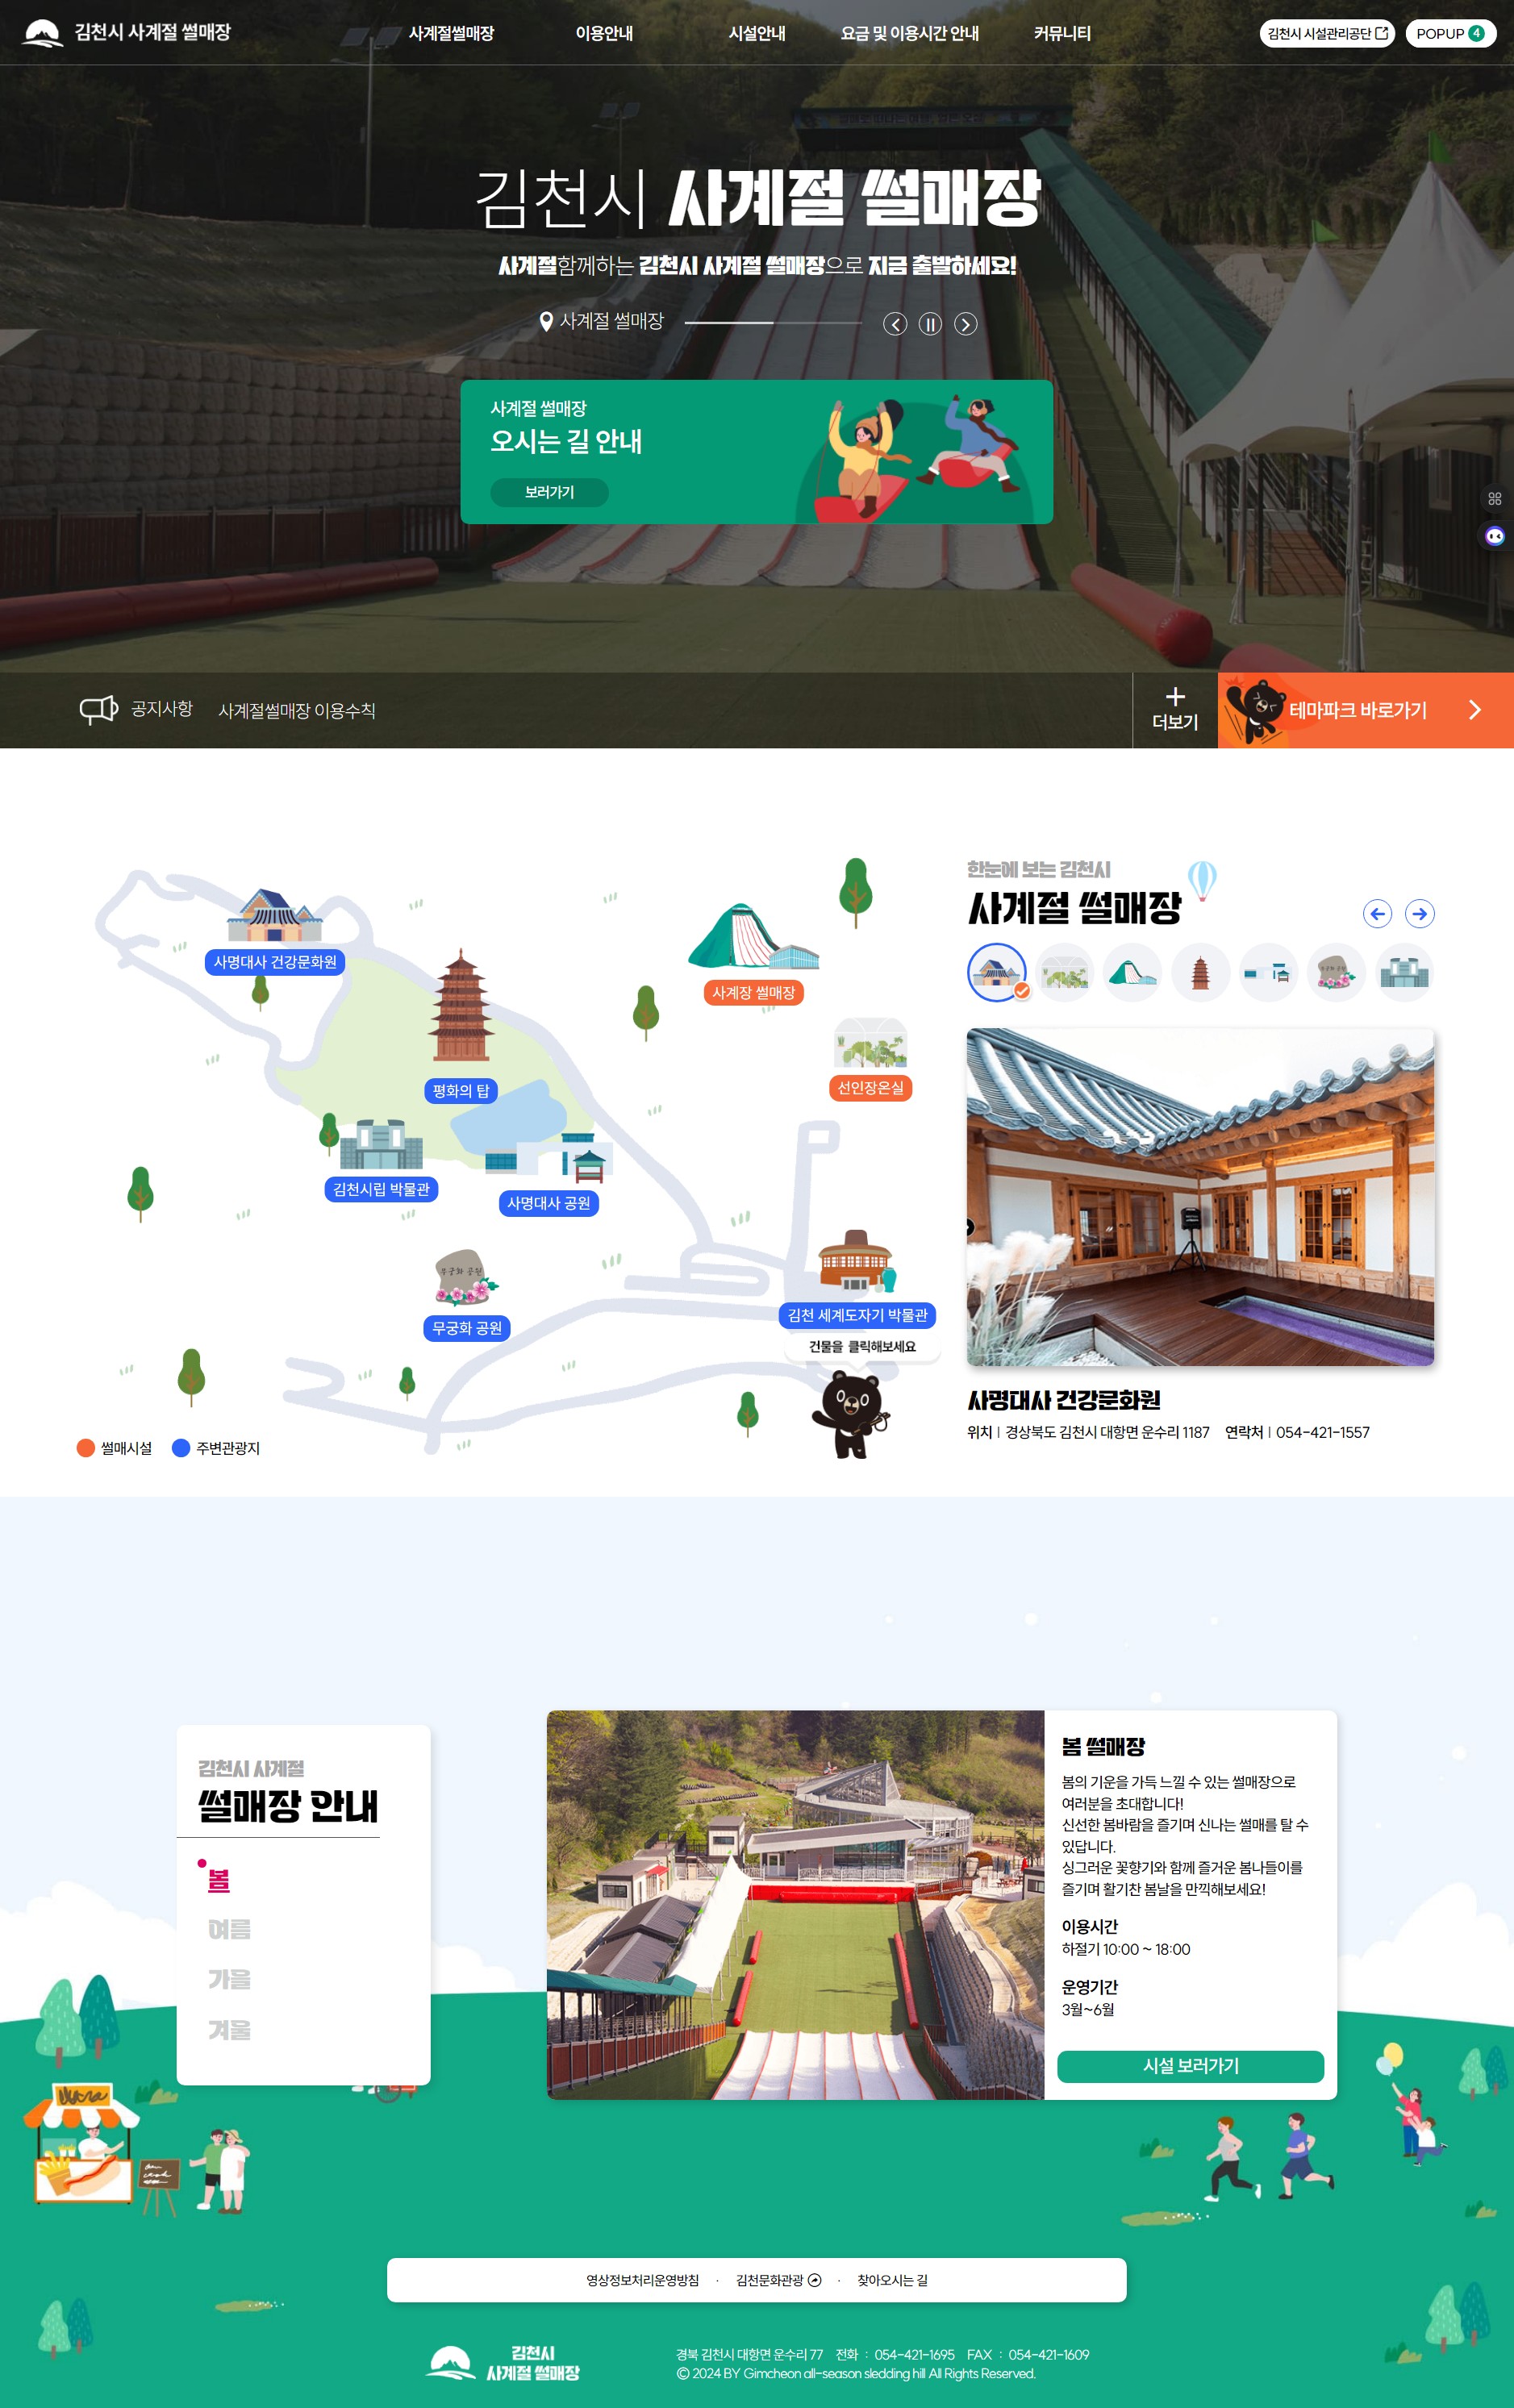 김천시 사계절 썰매장
사계절썰매장
이용안내
시설안내
요금 및 이용시간 안내
커뮤니티
김천시 시설관리공단
POPUP 4
김천시 사계절 썰매장
사계절함께하는 김천시 사계절 썰매장으로 지금 출발하세요!
사계절 썰매장
사계절 썰매장
오시는 길 안내
보러가기
공지사항
사계절썰매장 이용수칙
더보기
테마파크 바로가기
사명대사 건강문화원
사계장 썰매장
평화의 탑
선인장온실
김천시립 박물관
사명대사 공원
무궁화 공원
무궁화 공원
김천 세계도자기 박물관
건물을 클릭해보세요
썰매시설
주변관광지
한눈에 보는 김천시
사계절 썰매장
사명대사 건강문화원
위치 | 경상북도 김천시 대항면 운수리 1187 연락처 | 054-421-1557
김천시 사계절
썰매장 안내
봄
여름
가을
겨울
봄 썰매장
봄의 기운을 가득 느낄 수 있는 썰매장으로
여러분을 초대합니다!
신선한 봄바람을 즐기며 신나는 썰매를 탈 수
있답니다.
싱그러운 꽃향기와 함께 즐거운 봄나들이를
즐기며 활기찬 봄날을 만끽해보세요!
이용시간
하절기 10:00 ~ 18:00
운영기간
3월~6월
시설 보러가기
영상정보처리운영방침 · 김천문화관광 · 찾아오시는 길
김천시
사계절 썰매장
경북 김천시 대항면 운수리 77 전화 : 054-421-1695 FAX : 054-421-1609
© 2024 BY Gimcheon all-season sledding hill All Rights Reserved.